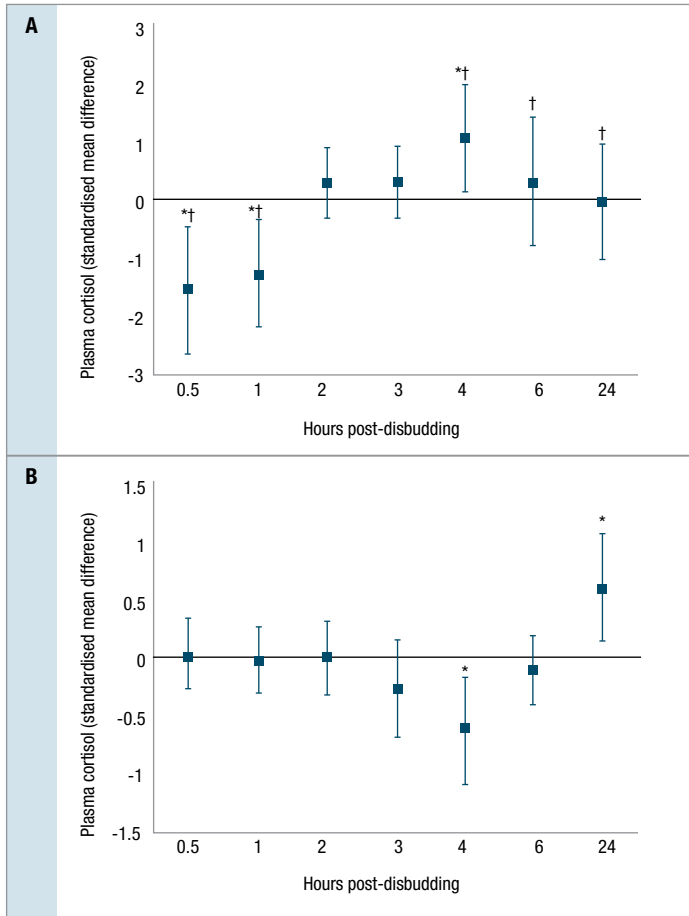 A
Plasma cortisol (standardised mean difference)
3
2
1
0
-1
-2
-3
*†
*†
*†
†
†
0.5 1 2 3 4 6 24
Hours post-disbudding
B
Plasma cortisol (standardised mean difference)
1.5
1
0.5
0
-0.5
-1
-1.5
*
*
0.5 1 2 3 4 6 24
Hours post-disbudding